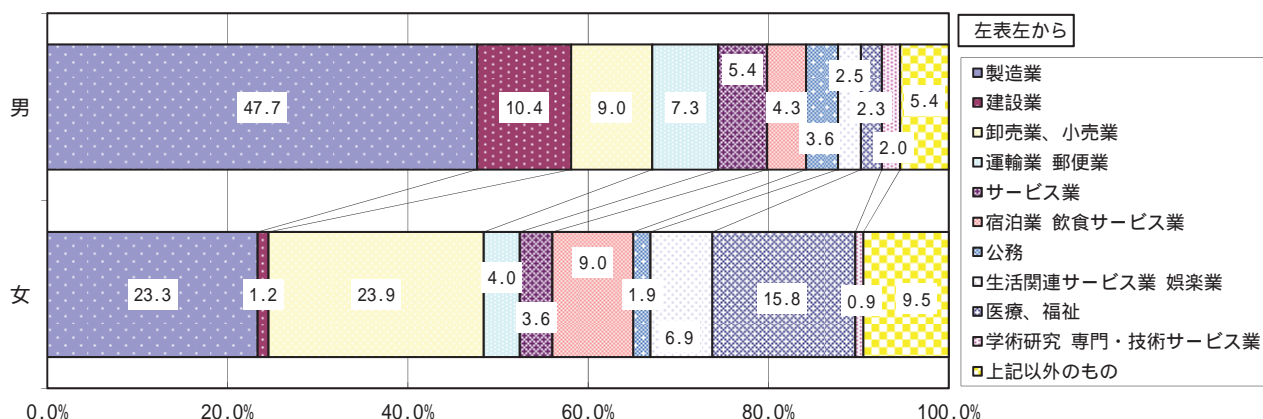 左表左から
男
47.7
10.4
9.0
7.3
5.4
4.3
3.6
2.5
2.3
2.0
5.4
女
23.3
1.2
23.9
4.0
3.6
9.0
1.9
6.9
15.8
0.9
9.5
0.0%
20.0%
40.0%
60.0%
80.0%
100.0%
製造業
建設業
卸売業、小売業
運輸業 郵便業
サービス業
宿泊業 飲食サービス業
公務
生活関連サービス業 娯楽業
医療、福祉
学術研究 専門・技術サービス業
上記以外のもの